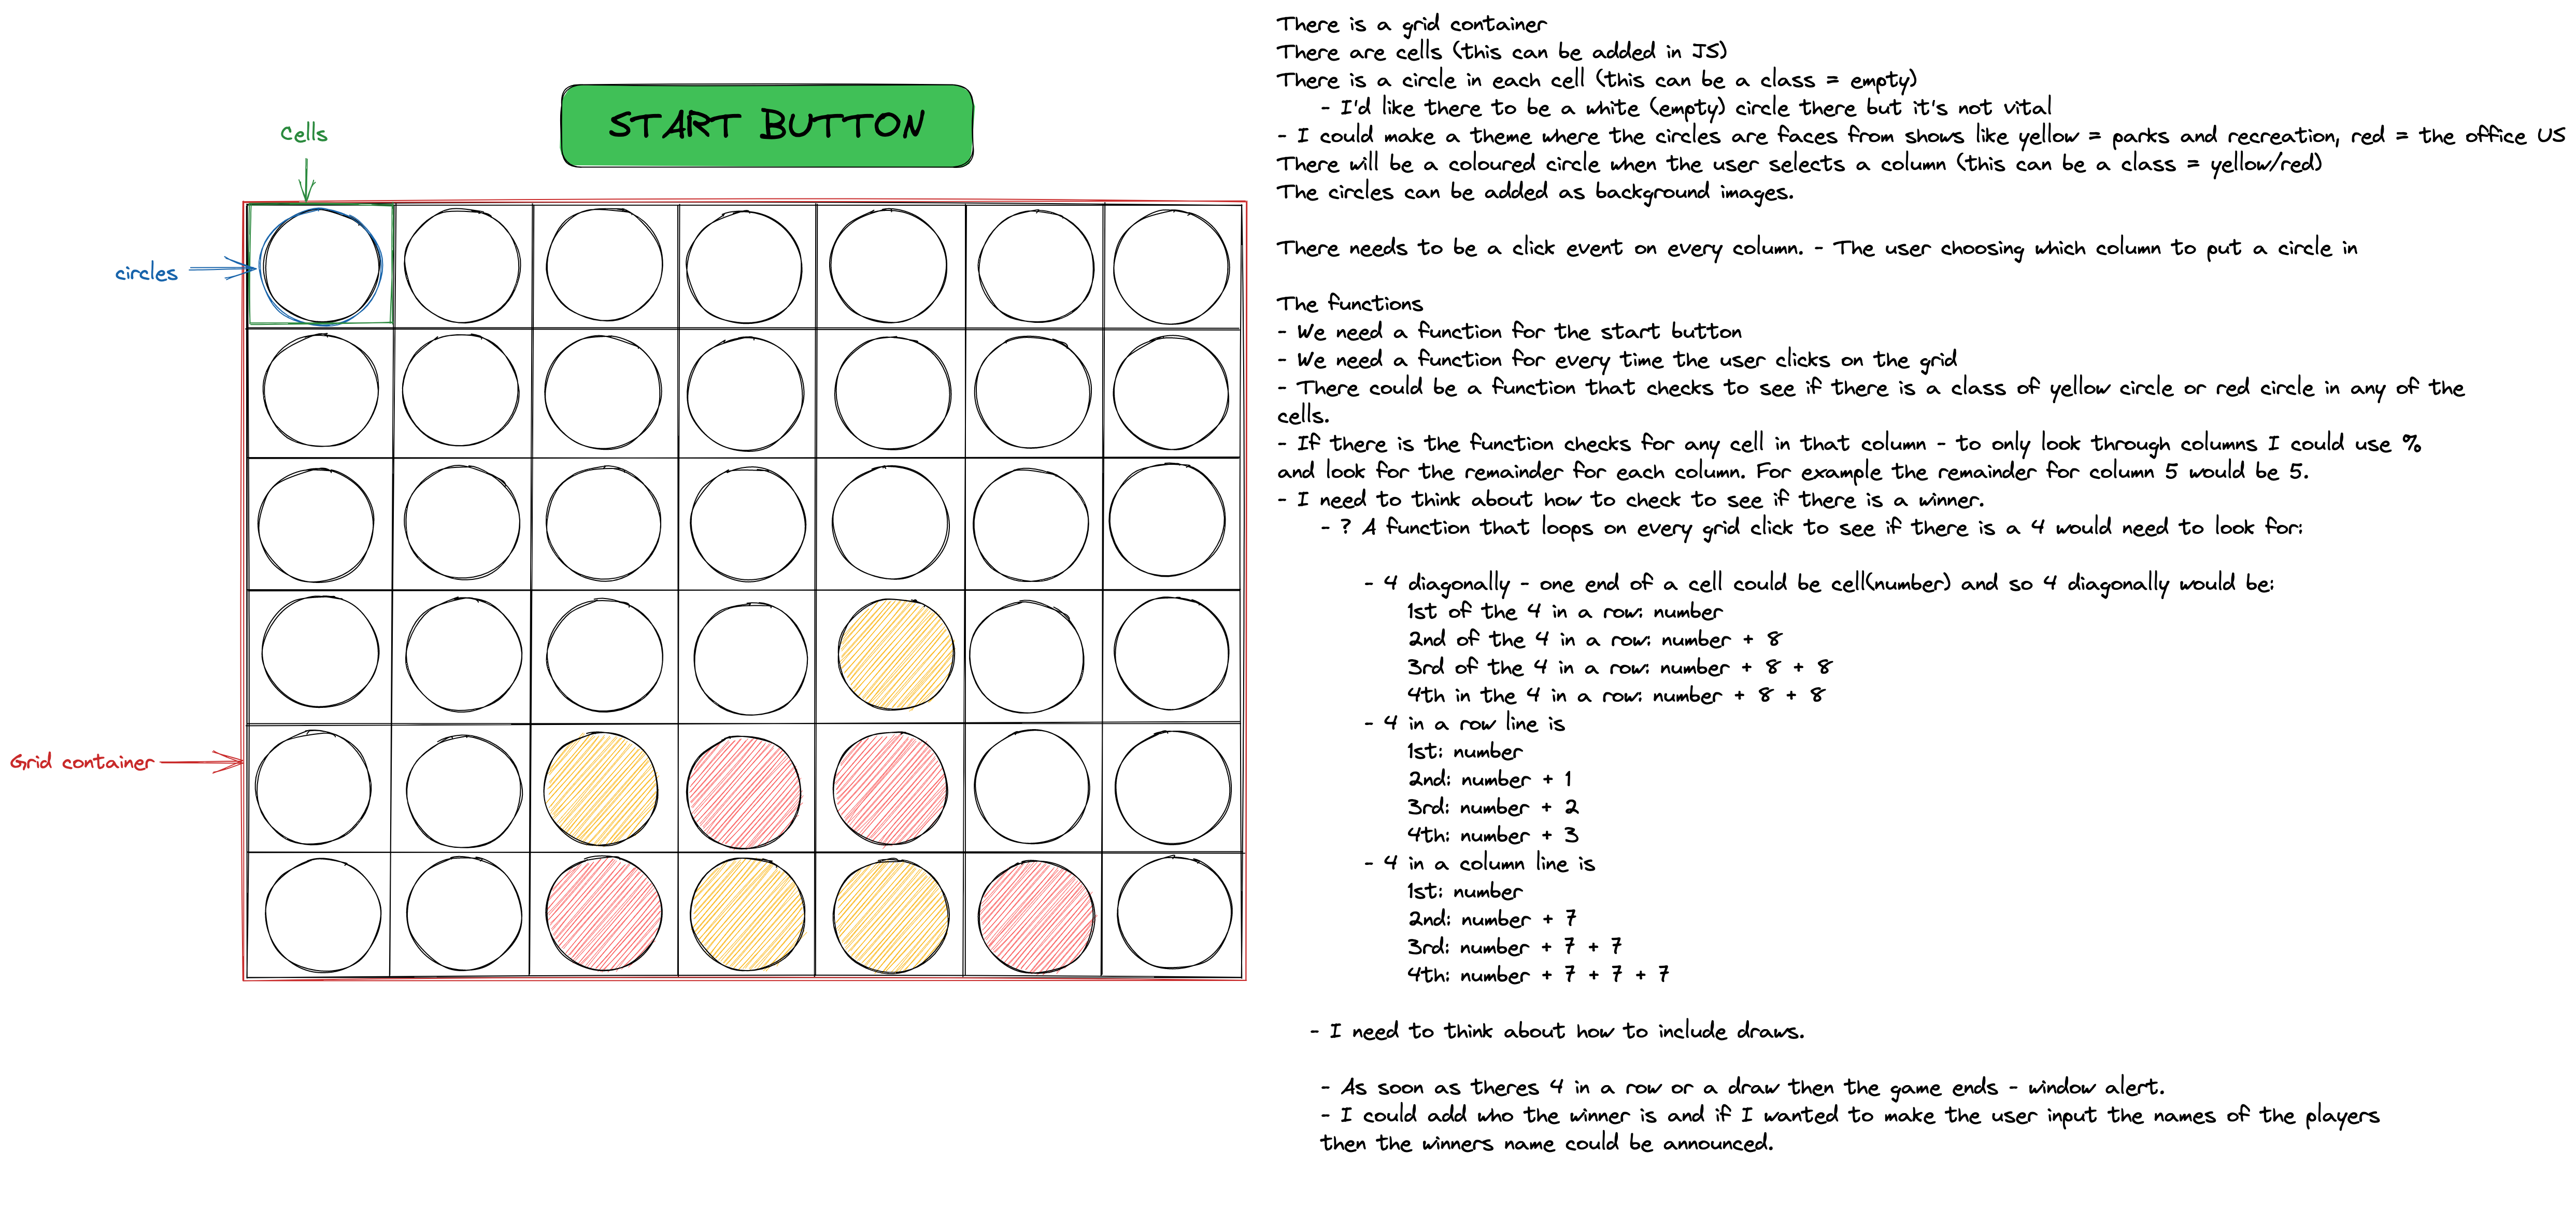 START BUTTON
Cells
circles
Grid container
There is a grid container
There are cells (this can be added in JS)
There is a circle in each cell (this can be a class = empty)
- I'd like there to be a white (empty) circle there but it's not vital
- I could make a theme where the circles are faces from shows like yellow = parks and recreation, red = the office US
There will be a coloured circle when the user selects a column (this can be a class = yellow/red)
The circles can be added as background images.
There needs to be a click event on every column. - The user choosing which column to put a circle in
The functions
- We need a function for the start button
- We need a function for every time the user clicks on the grid
- There could be a function that checks to see if there is a class of yellow circle or red circle in any of the
cells.
- If there is the function checks for any cell in that column - to only look through columns I could use %
and look for the remainder for each column. For example the remainder for column 5 would be 5.
- I need to think about how to check to see if there is a winner.
- ? A function that loops on every grid click to see if there is a 4 would need to look for:
- 4 diagonally - one end of a cell could be cell(number) and so 4 diagonally would be:
1st of the 4 in a row: number
2nd of the 4 in a row: number + 8
3rd of the 4 in a row: number + 8 + 8
4th in the 4 in a row: number + 8 + 8
- 4 in a row line is
1st: number
2nd: number + 1
3rd: number + 2
4th: number + 3
- 4 in a column line is
1st: number
2nd: number + 7
3rd: number + 7 + 7
4th: number + 7 + 7 + 7
- I need to think about how to include draws.
- As soon as theres 4 in a row or a draw then the game ends - window alert.
- I could add who the winner is and if I wanted to make the user input the names of the players
then the winners name could be announced.